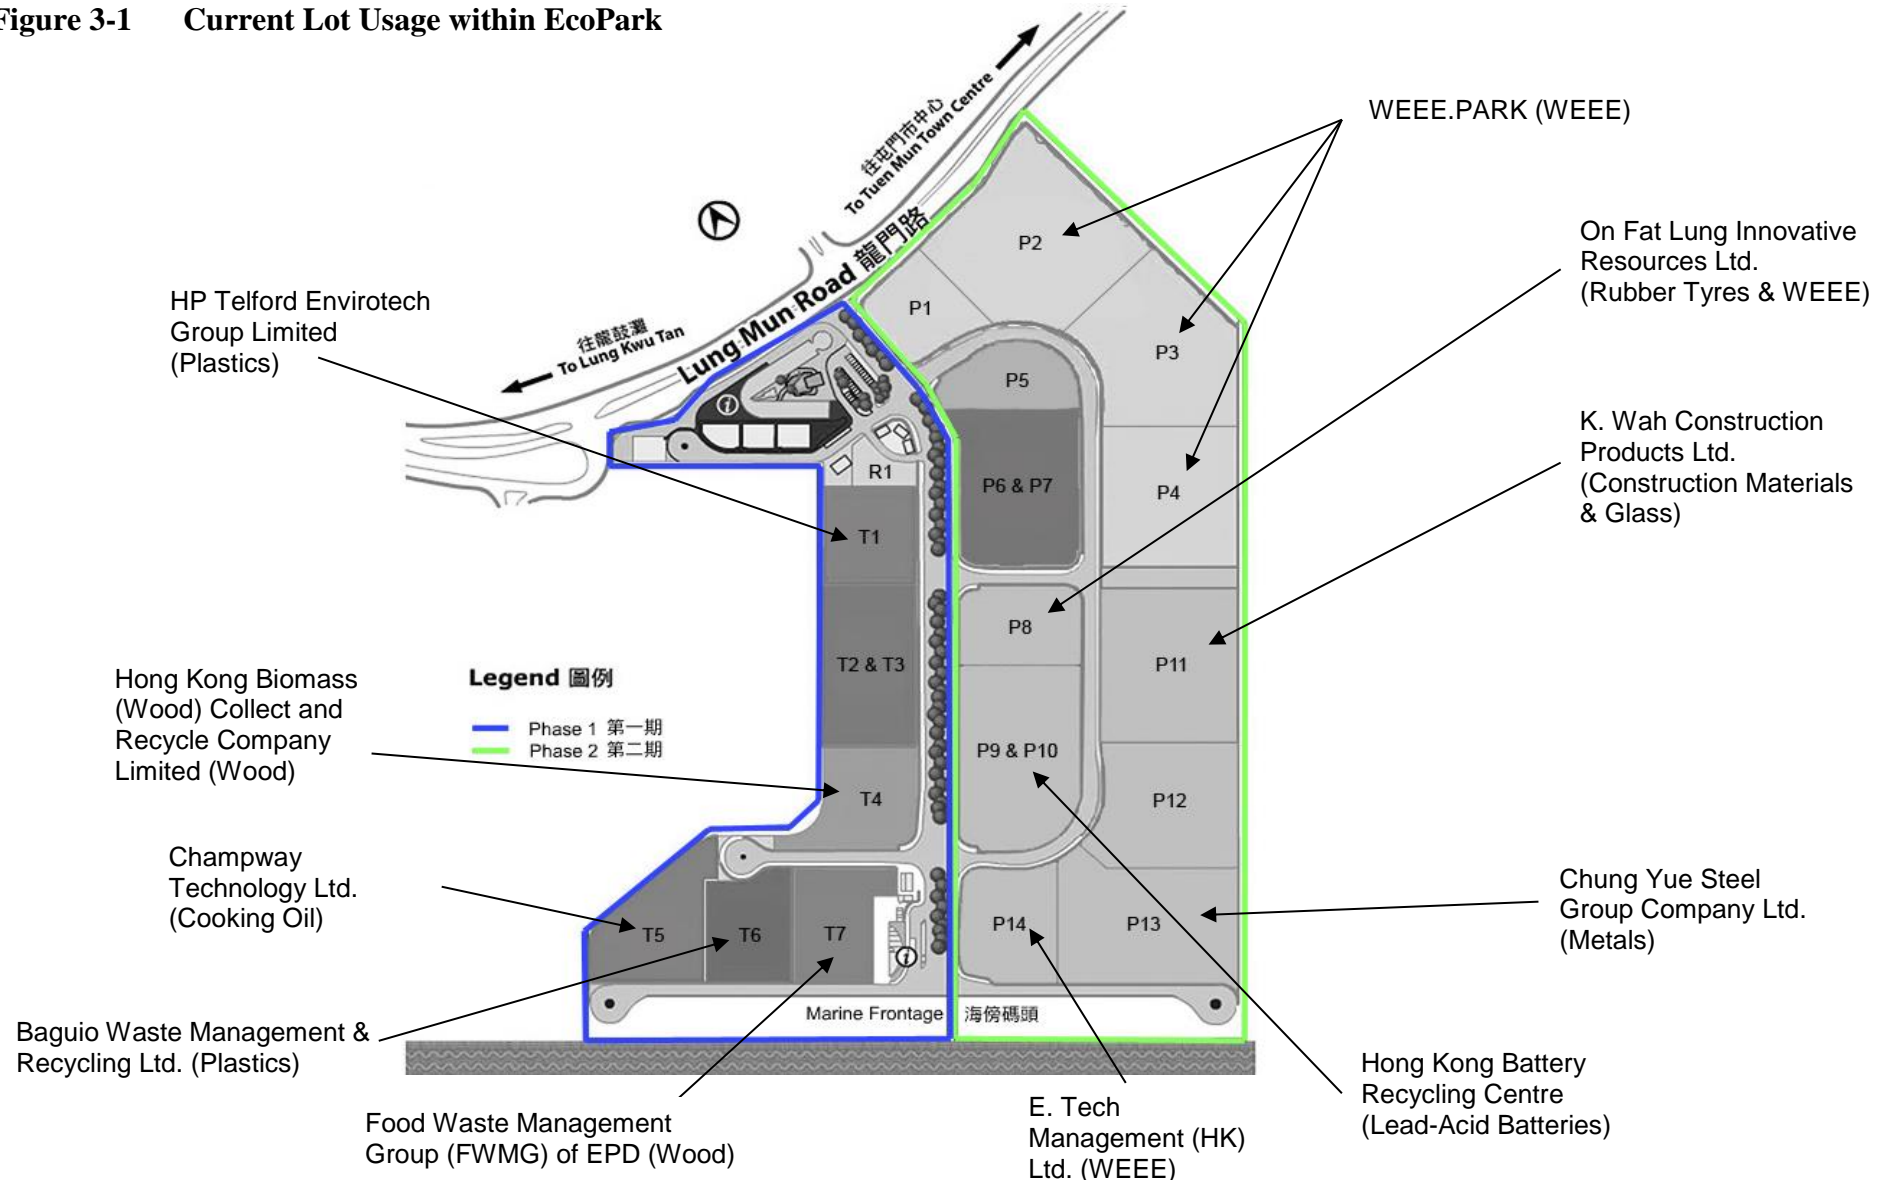 Figure 3-1 Current Lot Usage within EcoPark
往屯門市中心
To Tuen Mun Town Centre
WEEE.PARK (WEEE)
On Fat Lung Innovative
Resources Ltd.
(Rubber Tyres & WEEE)
HP Telford Envirotech
Group Limited
(Plastics)
往龍鼓灘
To Lung Kwu Tan
Lung Mun Road 龍門路
K. Wah Construction
Products Ltd.
(Construction Materials
& Glass)
P1
P2
P3
P4
P5
P6 & P7
P8
P9 & P10
P11
P12
P13
P14
i
R1
T1
T2 & T3
T4
T5
T6
T7
i
Legend 圖例
Phase 1 第一期
Phase 2 第二期
Hong Kong Biomass
(Wood) Collect and
Recycle Company
Limited (Wood)
Champway
Technology Ltd.
(Cooking Oil)
Chung Yue Steel
Group Company Ltd.
(Metals)
Marine Frontage 海傍碼頭
Baguio Waste Management &
Recycling Ltd. (Plastics)
Food Waste Management
Group (FWMG) of EPD (Wood)
E. Tech
Management (HK)
Ltd. (WEEE)
Hong Kong Battery
Recycling Centre
(Lead-Acid Batteries)